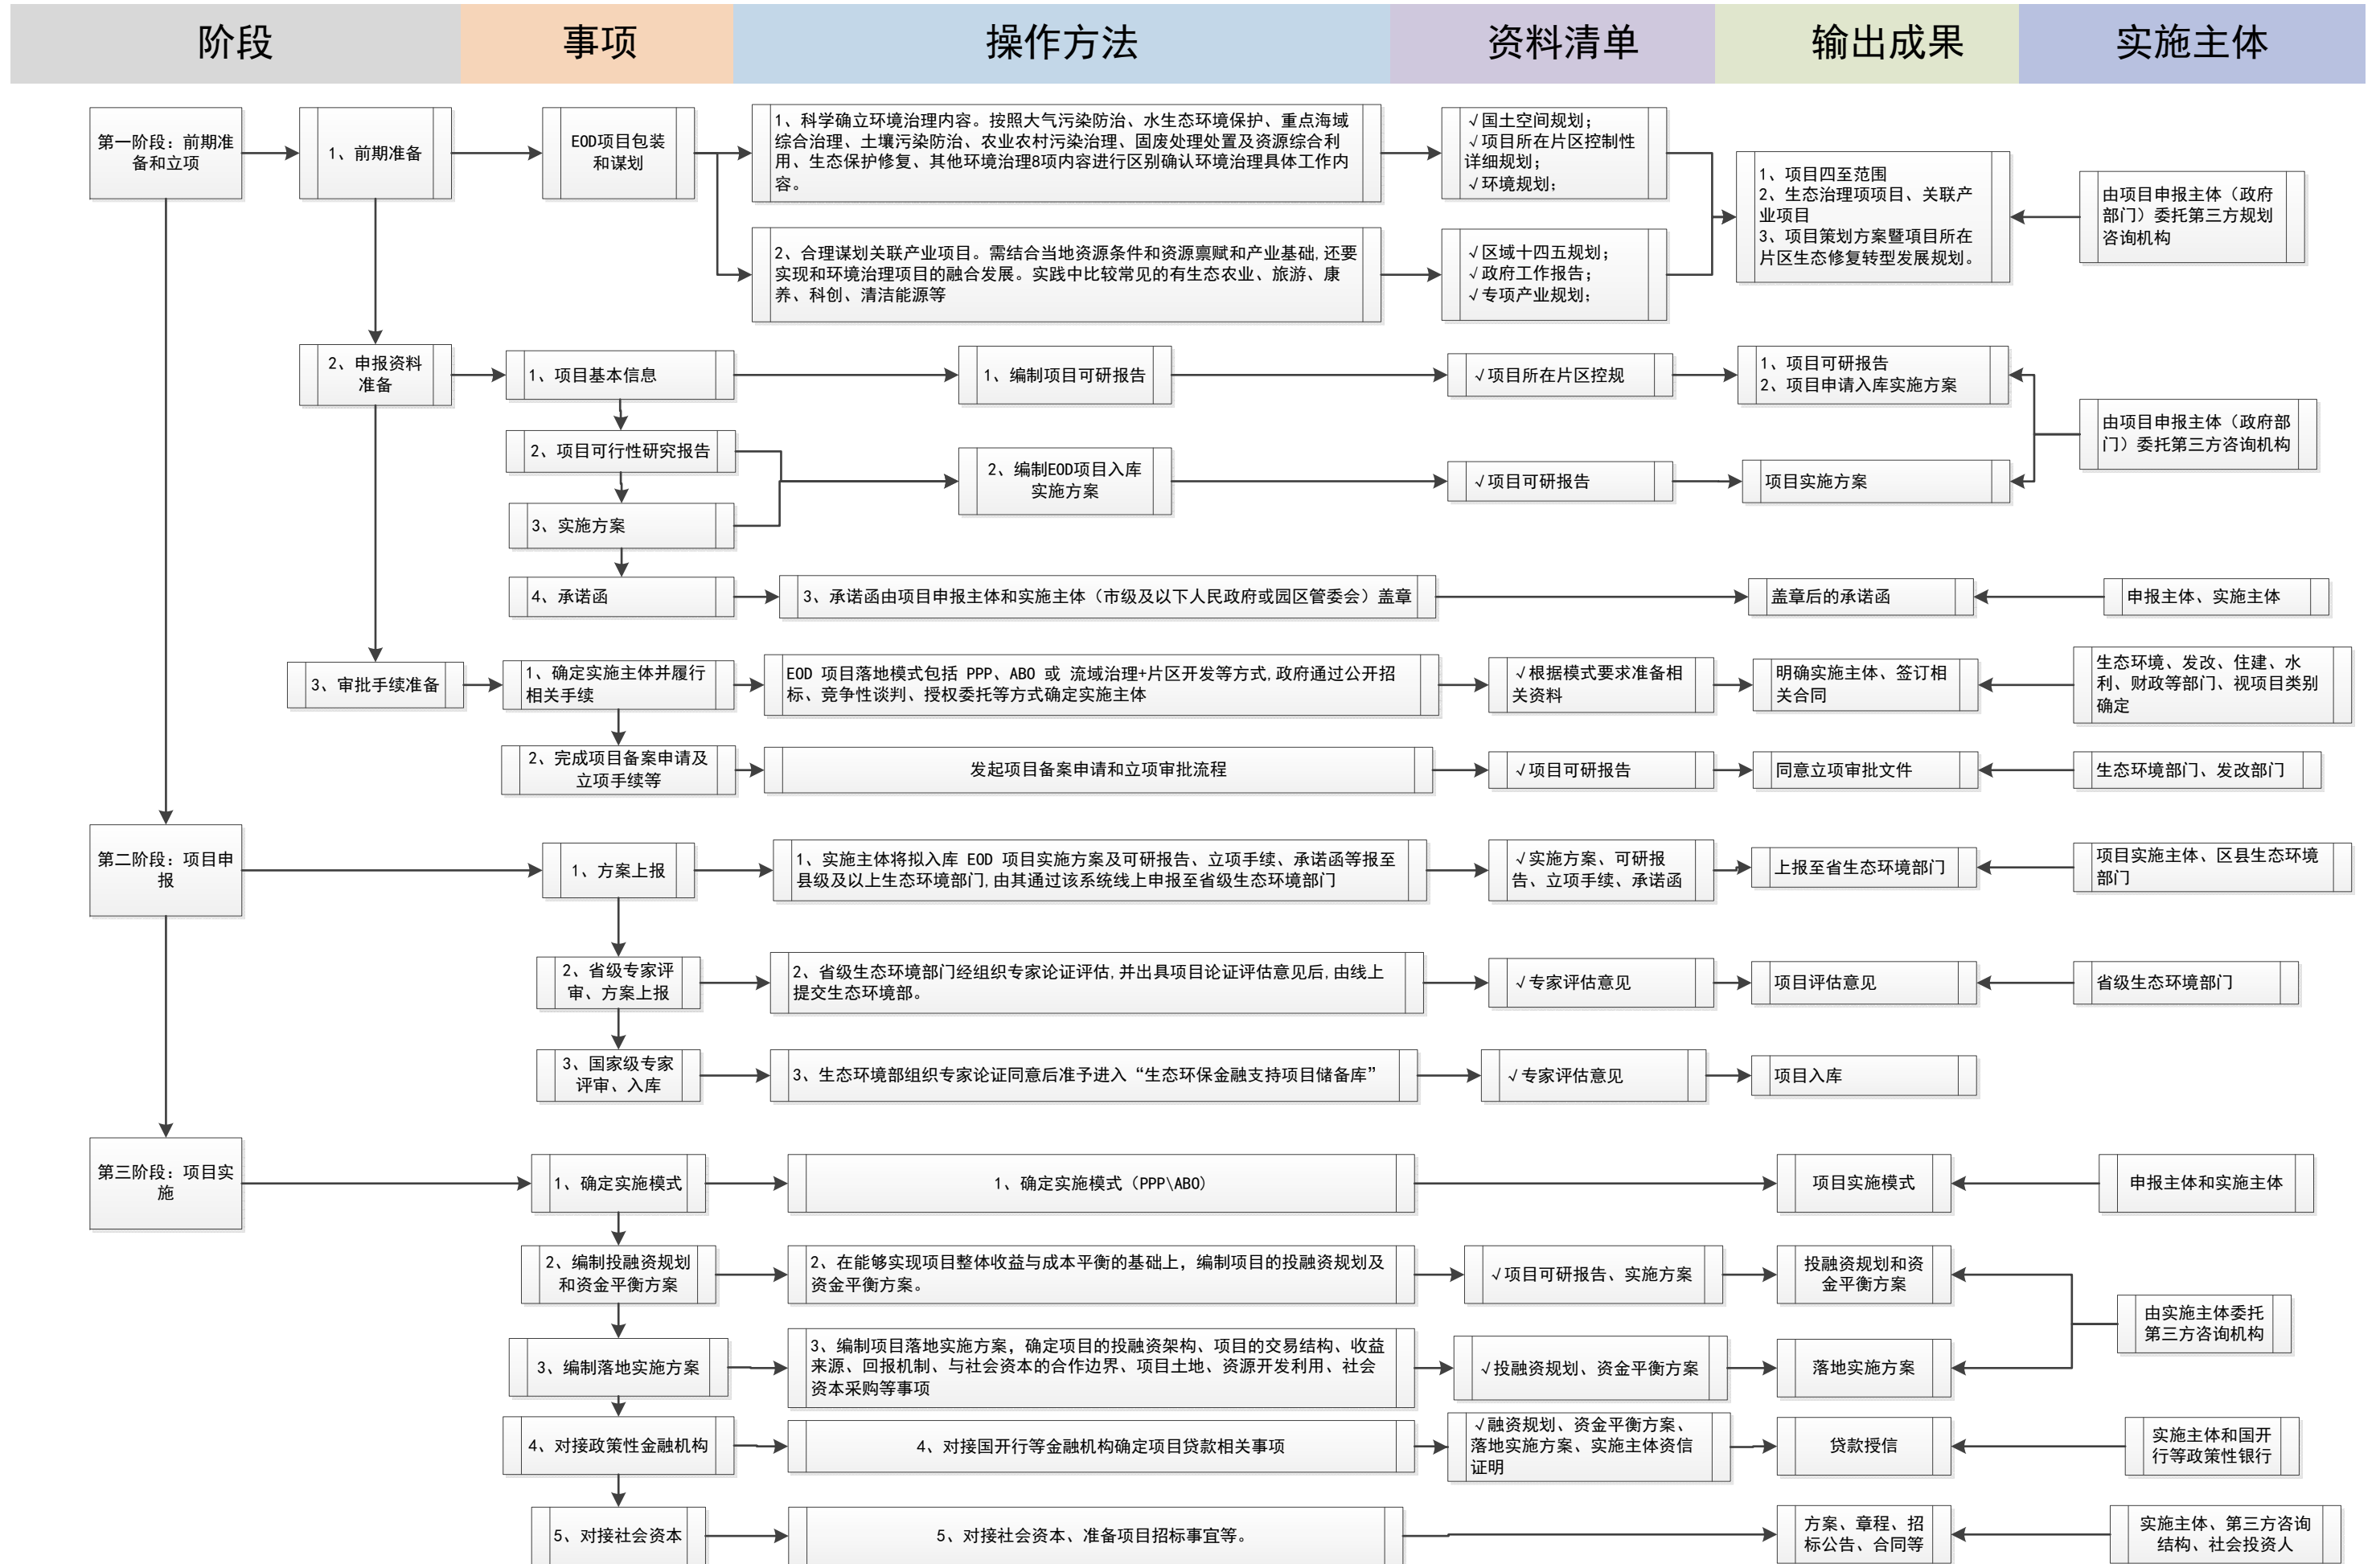 阶段
事项
操作方法
资料清单
输出成果
实施主体
第一阶段：前期准
备和立项
1、前期准备
EOD项目包装
和谋划
1、科学确立环境治理内容。按照大气污染防治、水生态环境保护、重点海域
综合治理、土壤污染防治、农业农村污染治理、固废处理处置及资源综合利
用、生态保护修复、其他环境治理8项内容进行区别确认环境治理具体工作内
容。
√国土空间规划；
√项目所在片区控制性
详细规划；
√环境规划；
2、合理谋划关联产业项目。需结合当地资源条件和资源禀赋和产业基础,还要
实现和环境治理项目的融合发展。实践中比较常见的有生态农业、旅游、康
养、科创、清洁能源等
√区域十四五规划；
√政府工作报告；
√专项产业规划；
1、项目四至范围
2、生态治理项项目、关联产
业项目
3、项目策划方案暨项目所在
片区生态修复转型发展规划。
由项目申报主体（政府
部门）委托第三方规划
咨询机构
2、申报资料
准备
1、项目基本信息
1、编制项目可研报告
√项目所在片区控规
1、项目可研报告
2、项目申请入库实施方案
由项目申报主体（政府部
门）委托第三方咨询机构
2、项目可行性研究报告
2、编制EOD项目入库
实施方案
√项目可研报告
项目实施方案
3、实施方案
4、承诺函
3、承诺函由项目申报主体和实施主体（市级及以下人民政府或园区管委会）盖章
盖章后的承诺函
申报主体、实施主体
3、审批手续准备
1、确定实施主体并履行
相关手续
EOD 项目落地模式包括 PPP、ABO 或 流域治理+片区开发等方式,政府通过公开招
标、竞争性谈判、授权委托等方式确定实施主体
√根据模式要求准备相
关资料
明确实施主体、签订相
关合同
生态环境、发改、住建、水
利、财政等部门、视项目类别
确定
2、完成项目备案申请及
立项手续等
发起项目备案申请和立项审批流程
√项目可研报告
同意立项审批文件
生态环境部门、发改部门
第二阶段：项目申
报
1、方案上报
1、实施主体将拟入库 EOD 项目实施方案及可研报告、立项手续、承诺函等报至
县级及以上生态环境部门,由其通过该系统线上申报至省级生态环境部门
√实施方案、可研报
告、立项手续、承诺函
上报至省生态环境部门
项目实施主体、区县生态环境
部门
2、省级专家评
审、方案上报
2、省级生态环境部门经组织专家论证评估,并出具项目论证评估意见后,由线上
提交生态环境部。
√专家评估意见
项目评估意见
省级生态环境部门
3、国家级专家
评审、入库
3、生态环境部组织专家论证同意后准予进入“生态环保金融支持项目储备库”
√专家评估意见
项目入库
第三阶段：项目实
施
1、确定实施模式
1、确定实施模式（PPP\ABO）
项目实施模式
申报主体和实施主体
2、编制投融资规划
和资金平衡方案
2、在能够实现项目整体收益与成本平衡的基础上，编制项目的投融资规划及
资金平衡方案。
√项目可研报告、实施方案
投融资规划和资
金平衡方案
由实施主体委托
第三方咨询机构
3、编制落地实施方案
3、编制项目落地实施方案，确定项目的投融资架构、项目的交易结构、收益
来源、回报机制、与社会资本的合作边界、项目土地、资源开发利用、社会
资本采购等事项
√投融资规划、资金平衡方案
落地实施方案
4、对接政策性金融机构
4、对接国开行等金融机构确定项目贷款相关事项
√融资规划、资金平衡方案、
落地实施方案、实施主体资信
证明
贷款授信
实施主体和国开
行等政策性银行
5、对接社会资本
5、对接社会资本、准备项目招标事宜等。
方案、章程、招
标公告、合同等
实施主体、第三方咨询
结构、社会投资人